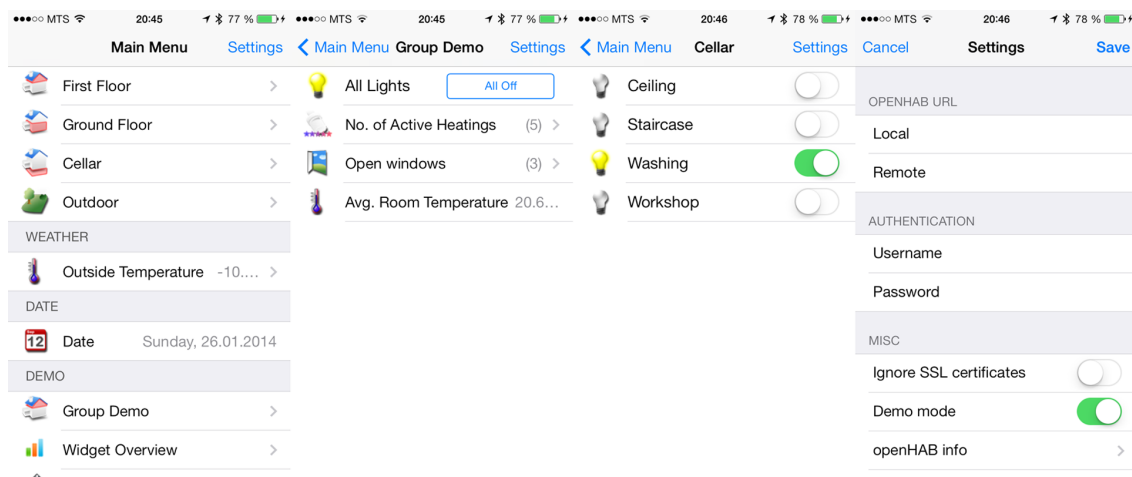 MTS 20:45 77 %
Main Menu Settings
First Floor
Ground Floor
Cellar
Outdoor
WEATHER
Outside Temperature -10....
DATE
12 Date Sunday, 26.01.2014
DEMO
Group Demo
Widget Overview
MTS 20:45 77 %
Main Menu Group Demo Settings
All Lights All Off
No. of Active Heatings (5)
Open windows (3)
Avg. Room Temperature 20.6...
MTS 20:46 78 %
Main Menu Cellar Settings
Ceiling
Staircase
Washing
Workshop
MTS 20:46 78 %
Cancel Settings Save
OPENHAB URL
Local
Remote
AUTHENTICATION
Username
Password
MISC
Ignore SSL certificates
Demo mode
openHAB info